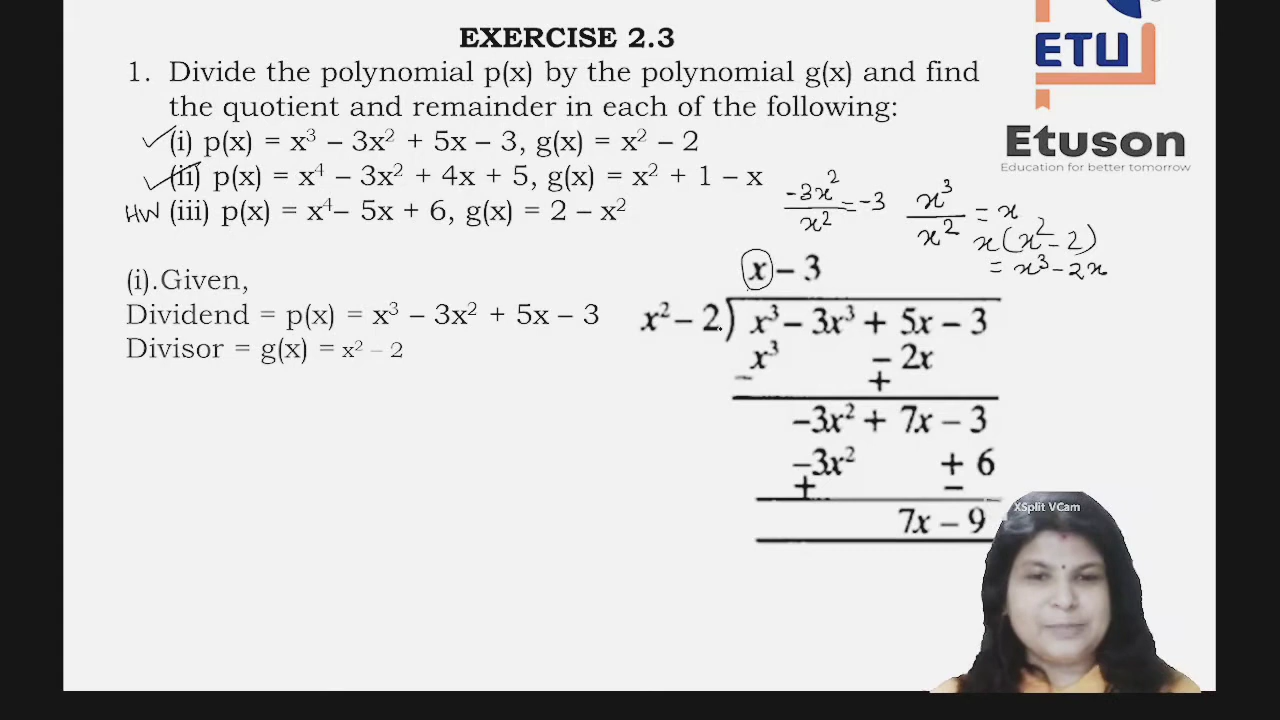 EXERCISE 2.3
1. Divide the polynomial p(x) by the polynomial g(x) and find
the quotient and remainder in each of the following:
(i) p(x) = x³ – 3x² + 5x – 3, g(x) = x² – 2
(ii) p(x) = x⁴ – 3x² + 4x + 5, g(x) = x² + 1 – x
HW (iii) p(x) = x⁴– 5x + 6, g(x) = 2 – x²
ETU
Etuson
Education for better tomorrow
-3x²/x² = -3
x³/x² = x
x(x² - 2)
= x³ - 2x
(i).Given,
Dividend = p(x) = x³ – 3x² + 5x – 3
Divisor = g(x) = x² – 2
x – 3
x² – 2) x³ – 3x³ + 5x – 3
x³ – 2x
– +
–3x² + 7x – 3
–3x² + 6
+ –
7x – 9
XSplit VCam